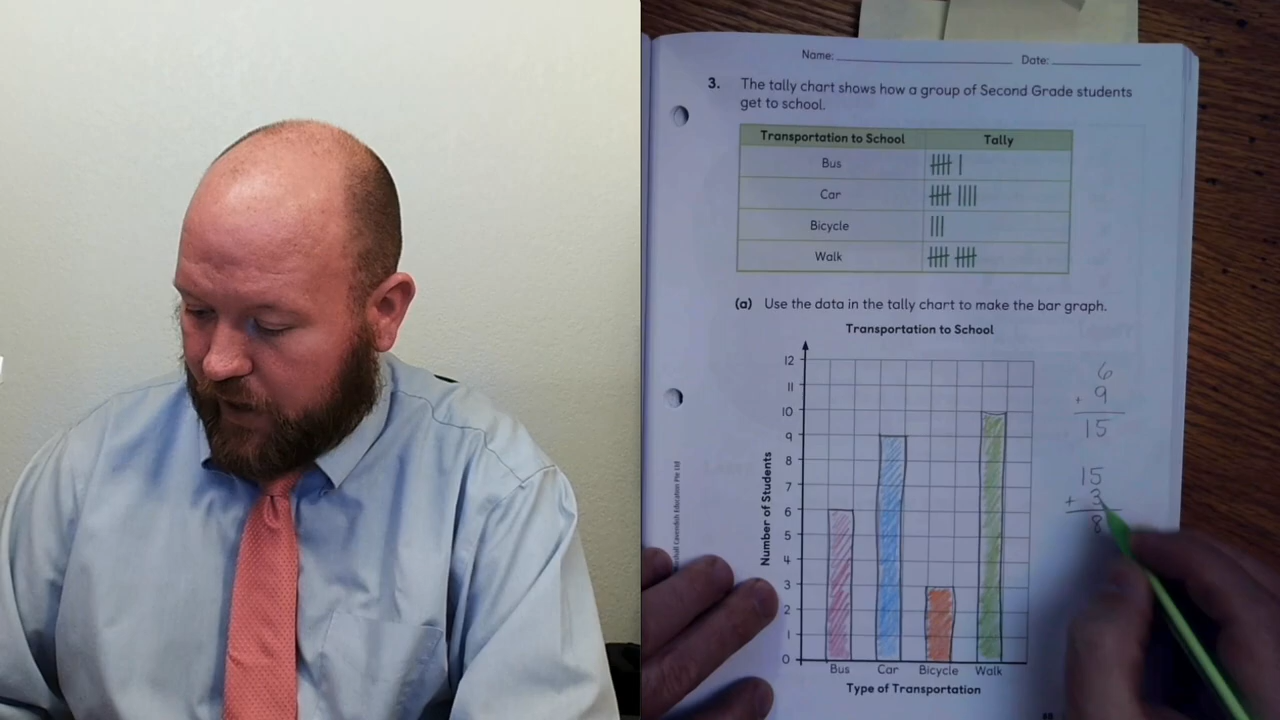 Name: Date:
3. The tally chart shows how a group of Second Grade students
get to school.
Transportation to School Tally
Bus
Car
Bicycle
Walk
(a) Use the data in the tally chart to make the bar graph.
Transportation to School
12
11
10
9
8
7
6
5
4
3
2
1
0
Number of Students
Bus Car Bicycle Walk
Type of Transportation
6
+ 9
15
15
+ 3
8